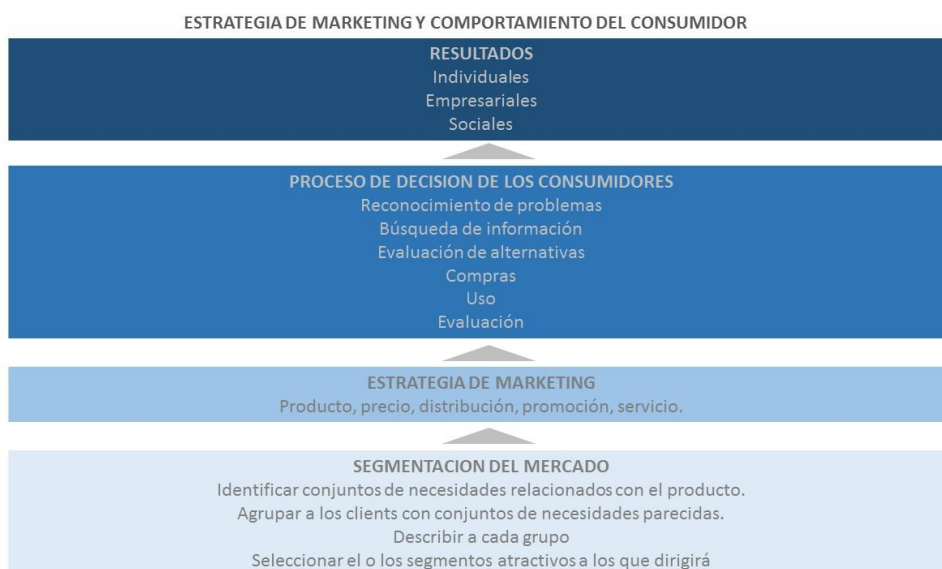 ESTRATEGIA DE MARKETING Y COMPORTAMIENTO DEL CONSUMIDOR
RESULTADOS
Individuales
Empresariales
Sociales
PROCESO DE DECISION DE LOS CONSUMIDORES
Reconocimiento de problemas
Búsqueda de información
Evaluación de alternativas
Compras
Uso
Evaluación
ESTRATEGIA DE MARKETING
Producto, precio, distribución, promoción, servicio.
SEGMENTACION DEL MERCADO
Identificar conjuntos de necesidades relacionados con el producto.
Agrupar a los clients con conjuntos de necesidades parecidas.
Describir a cada grupo
Seleccionar el o los segmentos atractivos a los que dirigirá